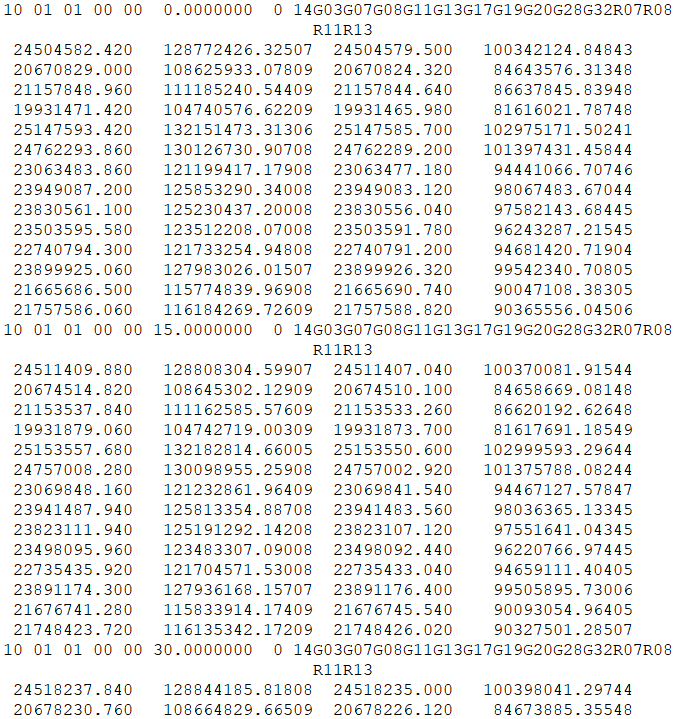 10 01 01 00 00  0.0000000  0 14G03G07G08G11G13G17G19G20G28G32R07R08
R11R13
24504582.420   128772426.32507  24504579.500   100342124.84843
20670829.000   108625933.07809  20670824.320    84643576.31348
21157848.960   111185240.54409  21157844.640    86637845.83948
19931471.420   104740576.62209  19931465.980    81616021.78748
25147593.420   132151473.31306  25147585.700   102975171.50241
24762293.860   130126730.90708  24762289.200   101397431.45844
23063483.860   121199417.17908  23063477.180    94441066.70746
23949087.200   125853290.34008  23949083.120    98067483.67044
23830561.100   125230437.20008  23830556.040    97582143.68445
23503595.580   123512208.07008  23503591.780    96243287.21545
22740794.300   121733254.94808  22740791.200    94681420.71904
23899925.060   127983026.01507  23899926.320    99542340.70805
21665686.500   115774839.96908  21665690.740    90047108.38305
21757586.060   116184269.72609  21757588.820    90365556.04506
10 01 01 00 00 15.0000000  0 14G03G07G08G11G13G17G19G20G28G32R07R08
R11R13
24511409.880   128808304.59907  24511407.040   100370081.91544
20674514.820   108645302.12909  20674510.100    84658669.08148
21153537.840   111162585.57609  21153533.260    86620192.62648
19931879.060   104742719.00309  19931873.700    81617691.18549
25153557.680   132182814.66005  25153550.600   102999593.29644
24757008.280   130098955.25908  24757002.920   101375788.08244
23069848.160   121232861.96409  23069841.540    94467127.57847
23941487.940   125813354.88708  23941483.560    98036365.13345
23823111.940   125191292.14208  23823107.120    97551641.04345
23498095.960   123483307.09008  23498092.440    96220766.97445
22735435.920   121704571.53008  22735433.040    94659111.40405
23891174.300   127936168.15707  23891176.400    99505895.73006
21676741.280   115833914.17409  21676745.540    90093054.96405
21748423.720   116135342.17209  21748426.020    90327501.28507
10 01 01 00 00 30.0000000  0 14G03G07G08G11G13G17G19G20G28G32R07R08
R11R13
24518237.840   128844185.81808  24518235.000   100398041.29744
20678230.760   108664829.66509  20678226.120    84673885.35548